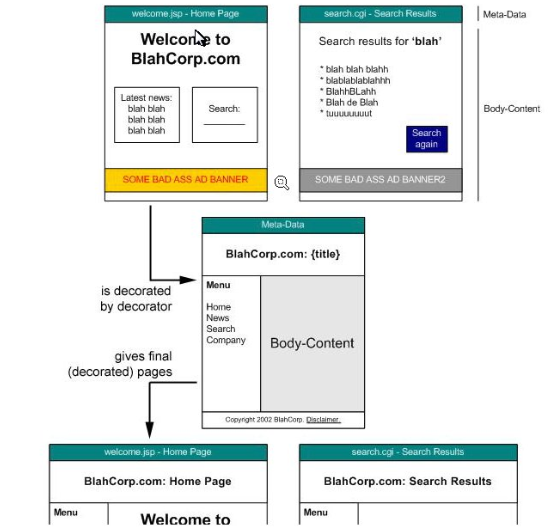 welcome.jsp - Home Page
Welcome to
BlahCorp.com
Latest news:
blah blah
blah blah
blah blah
Search:
SOME BAD ASS AD BANNER
search.cgi - Search Results
Search results for ‘blah’
* blah blah blahh
* blablablablahhh
* BlahhBLahh
* Blah de Blah
* tuuuuuuuut
Search
again
SOME BAD ASS AD BANNER2
Meta-Data
Body-Content
is decorated
by decorator
Meta-Data
BlahCorp.com: {title}
Menu
Home
News
Search
Company
Body-Content
Copyright 2002 BlahCorp. Disclaimer.
gives final
(decorated) pages
welcome.jsp - Home Page
BlahCorp.com: Home Page
Menu
Welcome to
search.cgi - Search Results
BlahCorp.com: Search Results
Menu